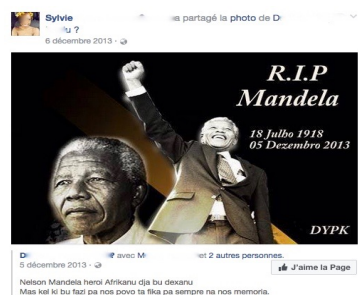 Sylvie a partagé la photo de D
u ?
6 décembre 2013 ·
R.I.P
Mandela
18 Julho 1918
05 Dezembro 2013
DYPK
D ? avec M et 2 autres personnes.
5 décembre 2013 ·
J'aime la Page
Nelson Mandela heroi Afrikanu dja bu dexanu
Mas kel ki bu fazi pa nos povo ta fika pa sempre na nos memoria.